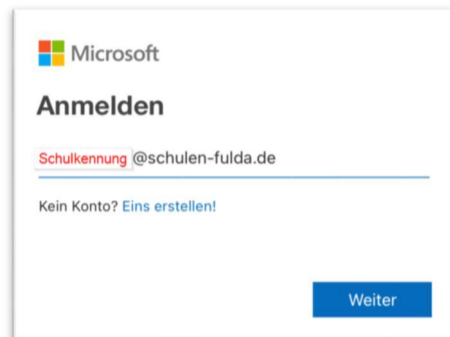 Microsoft
Anmelden
Schulkennung @schulen-fulda.de
Kein Konto? Eins erstellen!
Weiter